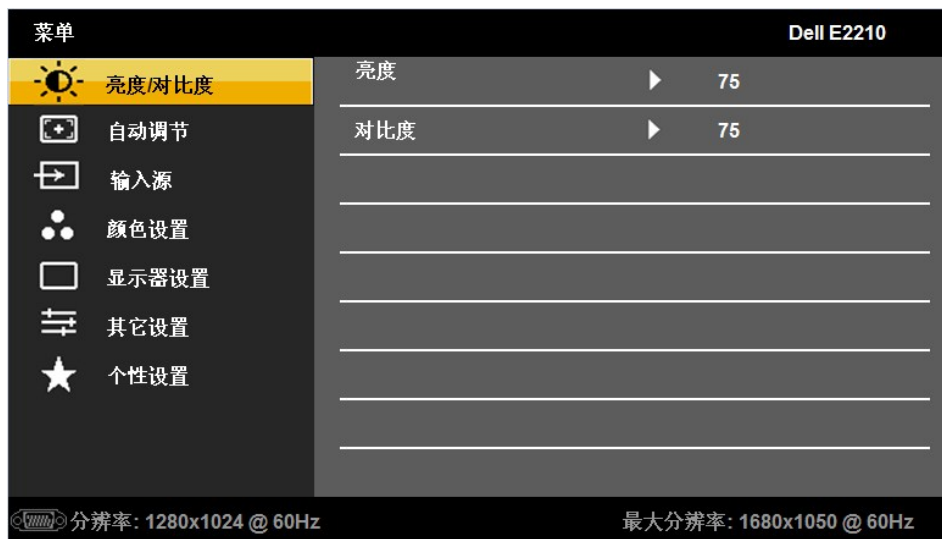 菜单
Dell E2210
亮度/对比度
亮度 75
自动调节
对比度 75
输入源
颜色设置
显示器设置
其它设置
个性设置
分辨率: 1280x1024 @ 60Hz
最大分辨率: 1680x1050 @ 60Hz